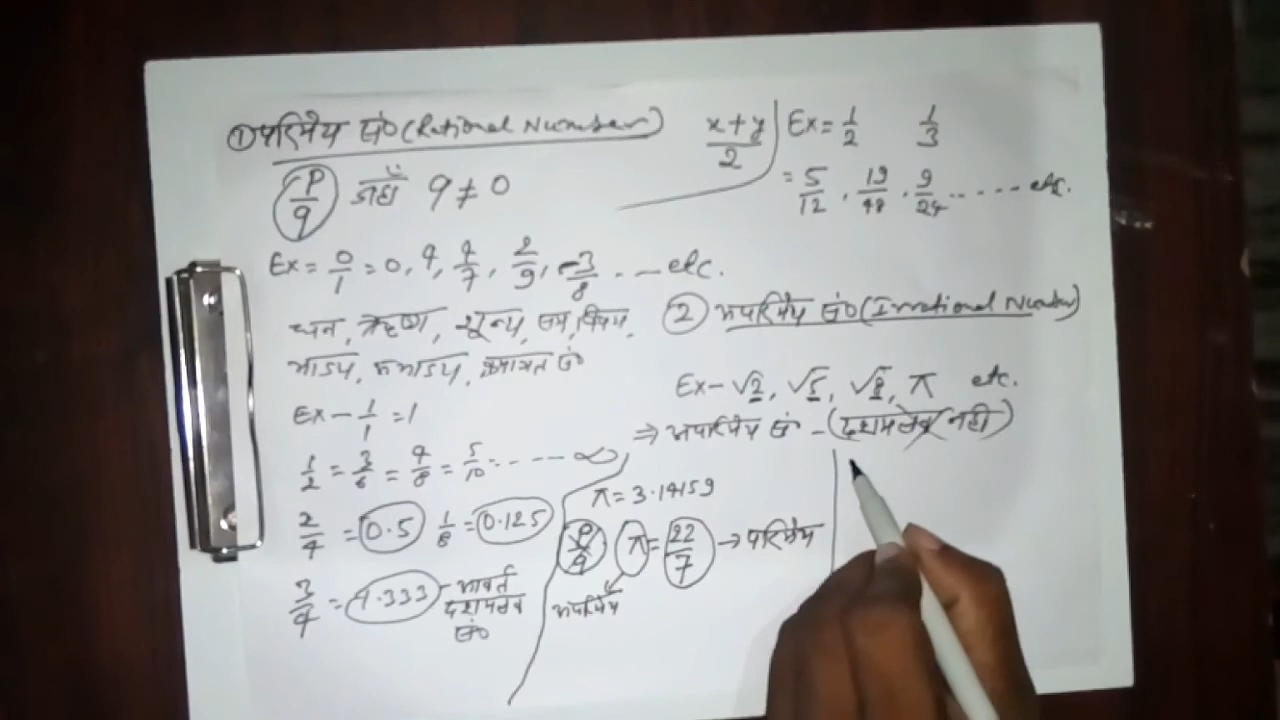 ① परिमेय सं० (Rational Number)
p/q जहाँ q ≠ 0
Ex = 0/1 = 0, 4, 4/7, 2/9, -3/8 ... etc.
धन, ऋण, शून्य, सम, विषम,
भाज्य, अभाज्य, सं०
Ex - 1/1 = 1
1/2 = 3/6 = 4/8 = 5/10 = ---- ∞
2/4 = 0.5 1/8 = 0.125
3/4 = 4.333 - आवर्त
दशमलव
सं०
x+y/2
Ex = 1/2 1/3
= 5/12, 19/48, 9/24 ----- etc.
② अपरिमेय सं० (Irrational Number)
Ex - √2, √5, √8, π etc.
⇒ अपरिमेय सं० - (दशमलव नही)
π = 3.14159
p/q π = 22/7 → परिमेय
अपरिमेय